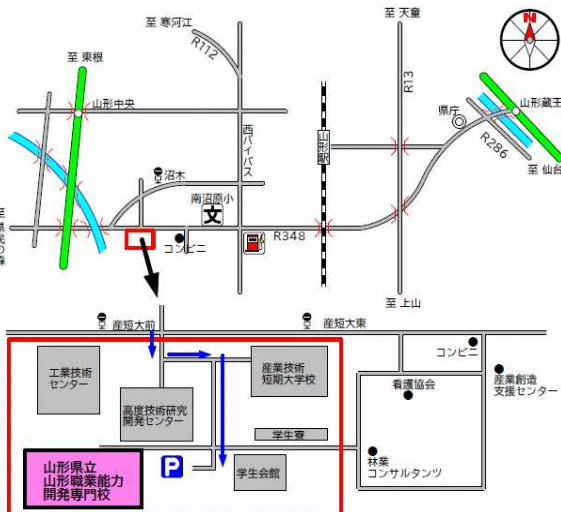 至 寒河江
至 天童
R112
至 東根
N
山形中央
R13
県庁
山形蔵王
R286
至 仙台
西バイパス
山形駅
沼木
南沼原小
文
至 県民の森
コンビニ
R348
至 上山
産短大前
産短大東
工業技術
センター
産業技術
短期大学校
コンビニ
看護協会
産業創造
支援センター
高度技術研究
開発センター
学生寮
林業
コンサルタンツ
山形県立
山形職業能力
開発専門校
P
学生会館